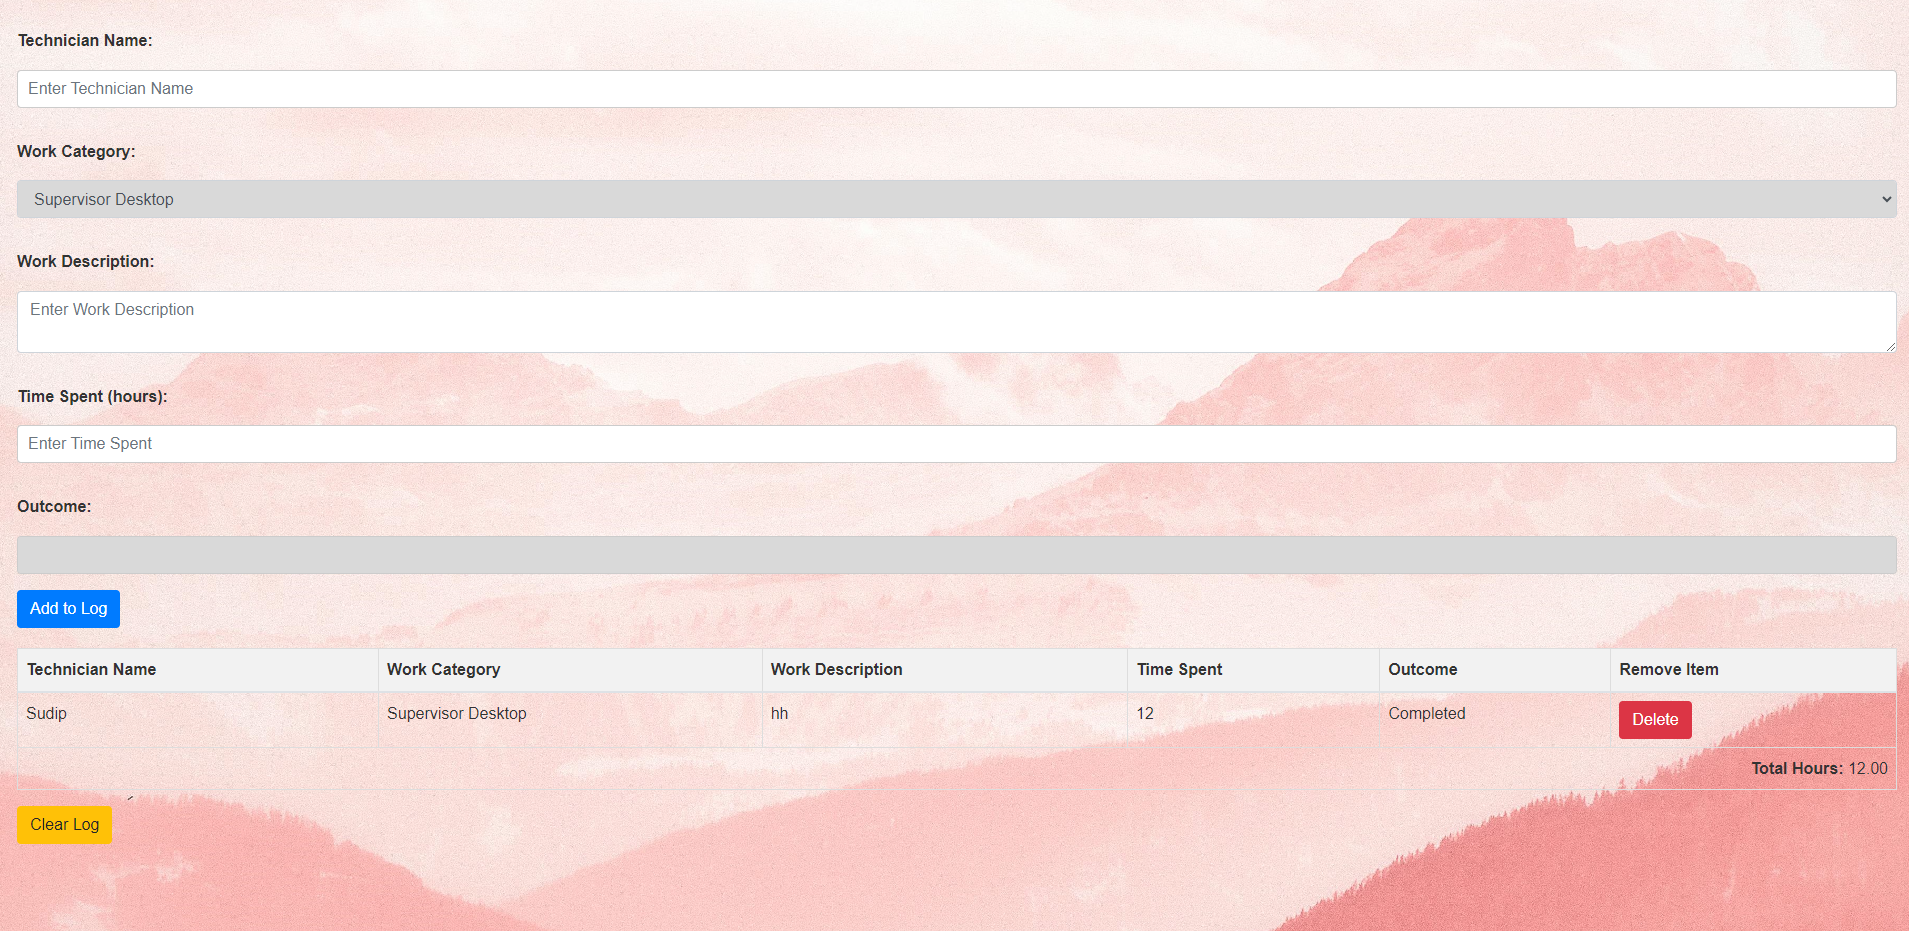 Technician Name:
Enter Technician Name
Work Category:
Supervisor Desktop
Work Description:
Enter Work Description
Time Spent (hours):
Enter Time Spent
Outcome:
Add to Log
Technician Name Work Category Work Description Time Spent Outcome Remove Item
Sudip Supervisor Desktop hh 12 Completed Delete
Total Hours: 12.00
Clear Log